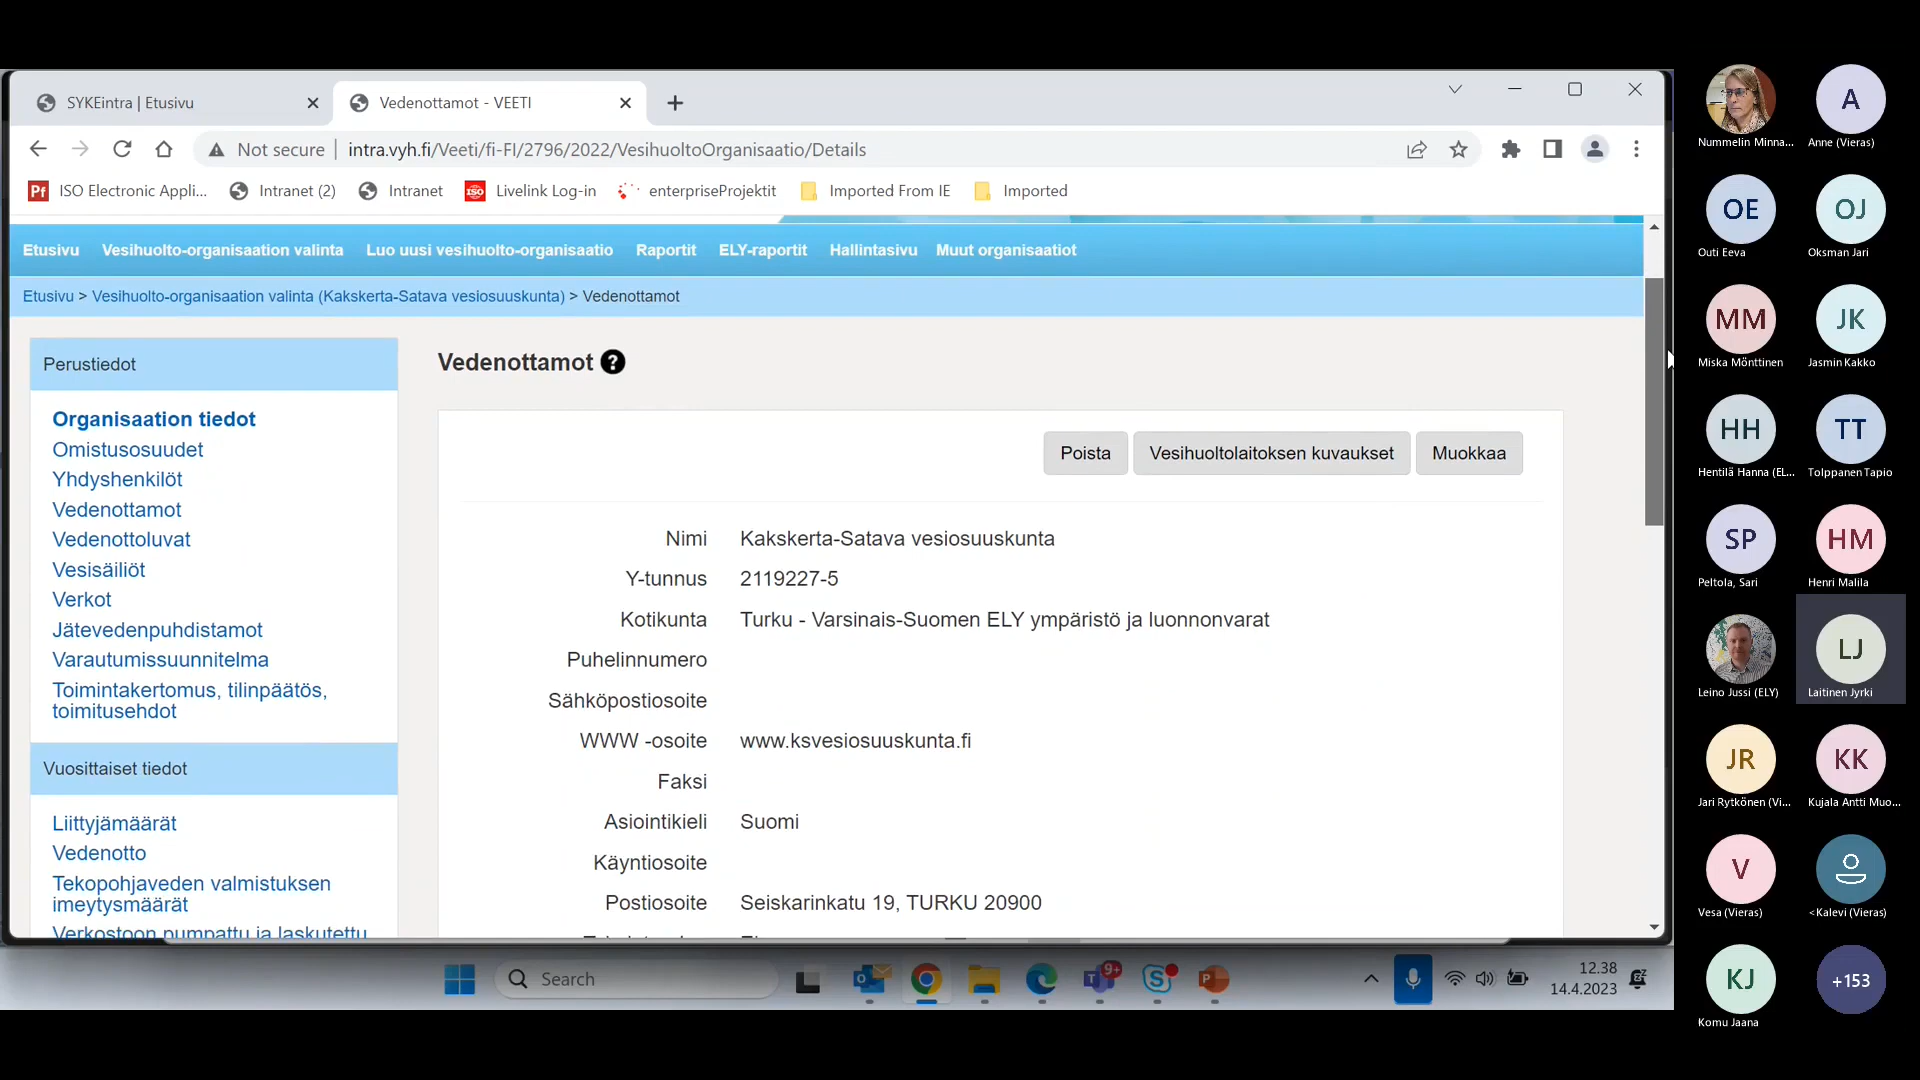 SYKEintra | Etusivu
Vedenottamot - VEETI
Not secure
intra.vyh.fi/Veeti/fi-FI/2796/2022/VesihuoltoOrganisaatio/Details
Pf ISO Electronic Appli...
Intranet (2)
Intranet
ISO Livelink Log-in
enterpriseProjektit
Imported From IE
Imported
Etusivu Vesihuolto-organisaation valinta Luo uusi vesihuolto-organisaatio Raportit ELY-raportit Hallintasivu Muut organisaatiot
Etusivu > Vesihuolto-organisaation valinta (Kakskerta-Satava vesiosuuskunta) > Vedenottamot
Perustiedot
Organisaation tiedot
Omistusosuudet
Yhdyshenkilöt
Vedenottamot
Vedenottoluvat
Vesisäiliöt
Verkot
Jätevedenpuhdistamot
Varautumissuunnitelma
Toimintakertomus, tilinpäätös,
toimitusehdot
Vuosittaiset tiedot
Liittyjämäärät
Vedenotto
Tekopohjaveden valmistuksen
imeytysmäärät
Verkostoon pumpattu ja laskutettu
Vedenottamot ?
Poista Vesihuoltolaitoksen kuvaukset Muokkaa
Nimi Kakskerta-Satava vesiosuuskunta
Y-tunnus 2119227-5
Kotikunta Turku - Varsinais-Suomen ELY ympäristö ja luonnonvarat
Puhelinnumero
Sähköpostiosoite
WWW -osoite www.ksvesiosuuskunta.fi
Faksi
Asiointikieli Suomi
Käyntiosoite
Postiosoite Seiskarinkatu 19, TURKU 20900
Search
9+
12.38
14.4.2023
Nummelin Minna...
A
Anne (Vieras)
OE
Outi Eeva
OJ
Oksman Jari
MM
Miska Mönttinen
JK
Jasmin Kakko
HH
Hentilä Hanna (EL...
TT
Tolppanen Tapio
SP
Peltola, Sari
HM
Henri Malila
Leino Jussi (ELY)
LJ
Laitinen Jyrki
JR
Jari Rytkönen (Vi...
KK
Kujala Antti Muo...
V
Vesa (Vieras)
<Kalevi (Vieras)
KJ
Komu Jaana
+153